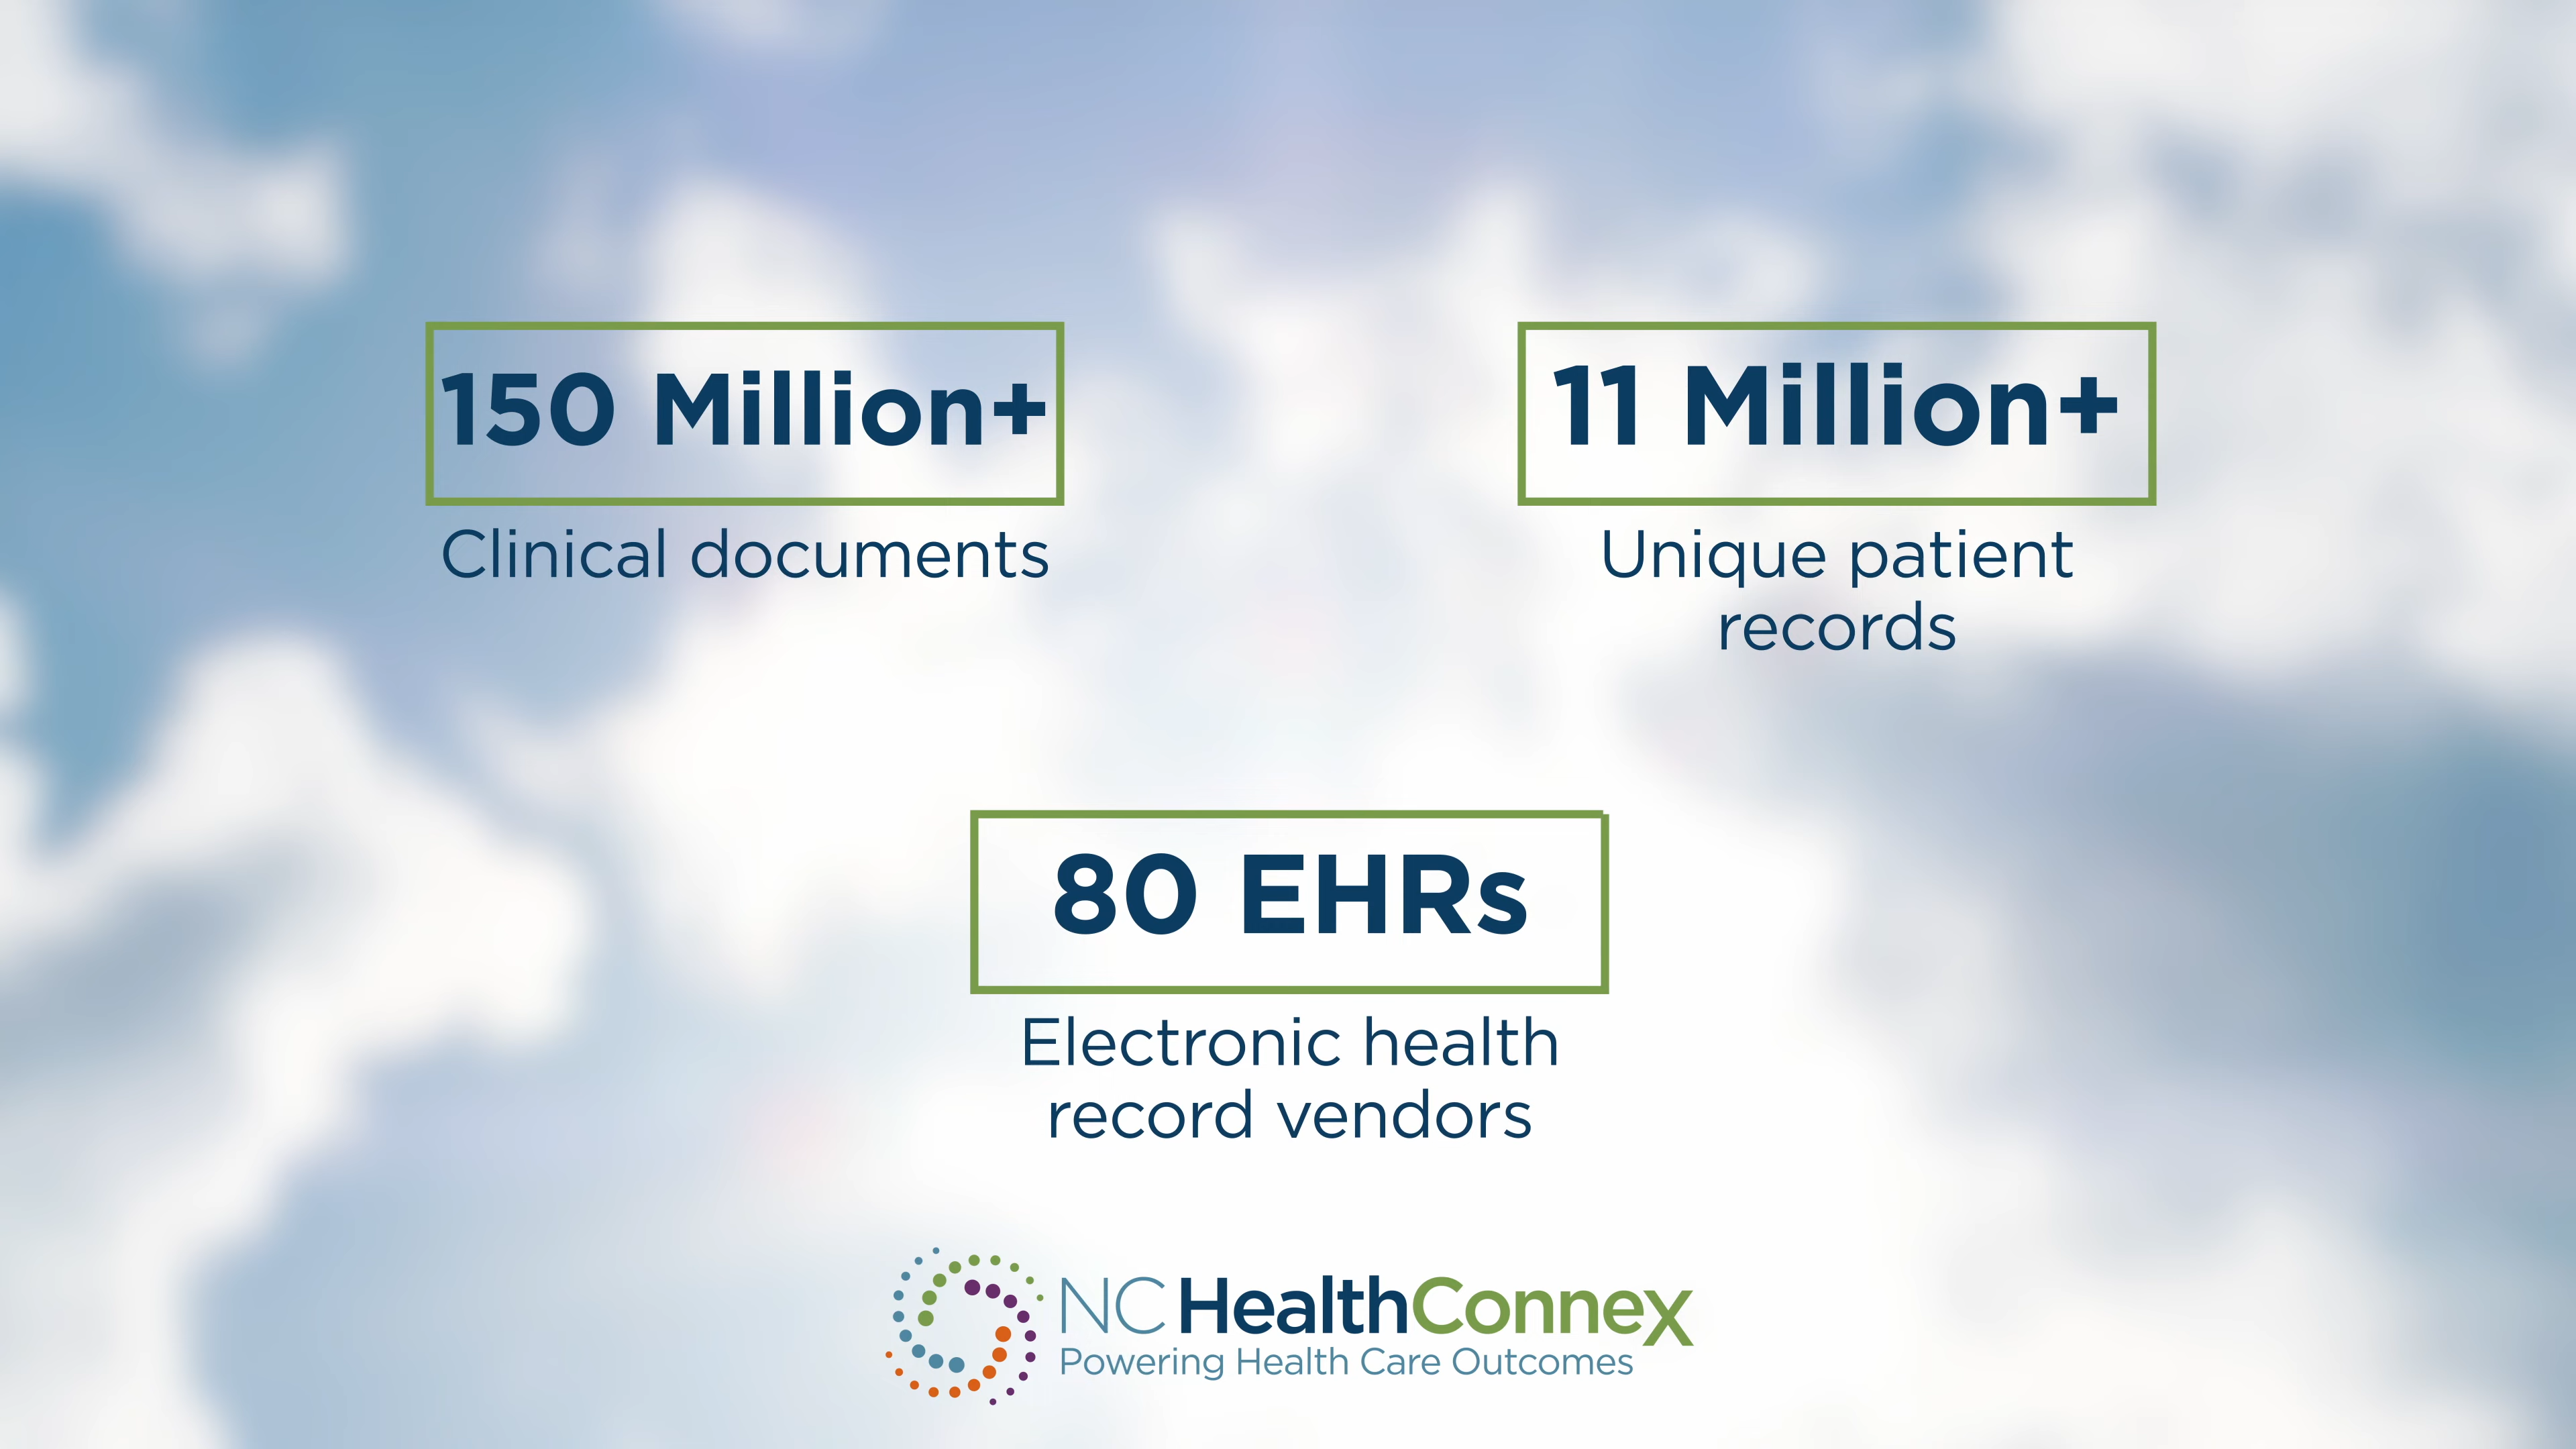 150 Million+
Clinical documents
11 Million+
Unique patient
records
80 EHRs
Electronic health
record vendors
NC HealthConnex
Powering Health Care Outcomes